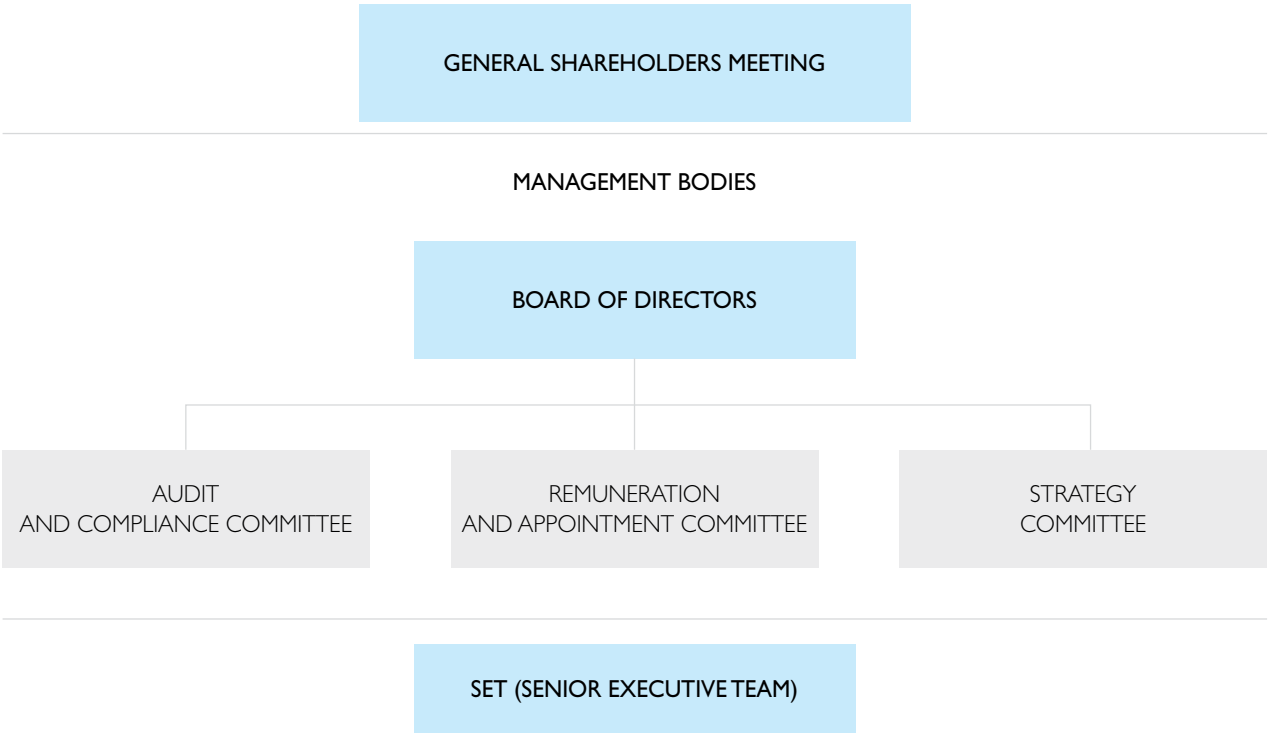 GENERAL SHAREHOLDERS MEETING
MANAGEMENT BODIES
BOARD OF DIRECTORS
AUDIT
AND COMPLIANCE COMMITTEE
REMUNERATION
AND APPOINTMENT COMMITTEE
STRATEGY
COMMITTEE
SET (SENIOR EXECUTIVE TEAM)